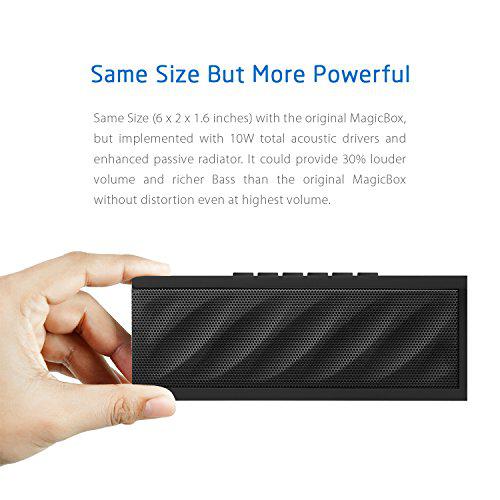 Same Size But More Powerful
Same Size (6 x 2 x 1.6 inches) with the original MagicBox,
but implemented with 10W total acoustic drivers and
enhanced passive radiator. It could provide 30% louder
volume and richer Bass than the original MagicBox
without distortion even at highest volume.